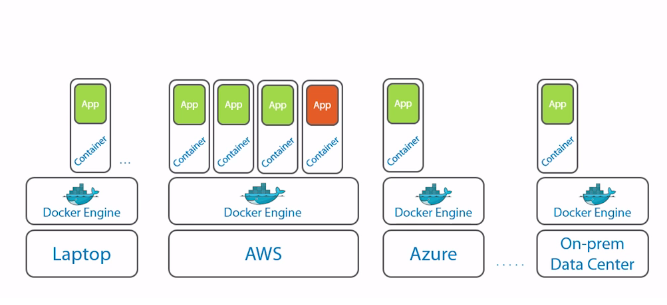 App
App
App
App
App
App
App
Container
Container
Container
Container
Container
Container
Container
...
Docker Engine
Docker Engine
Docker Engine
Docker Engine
Laptop
AWS
Azure
.....
On-prem
Data Center